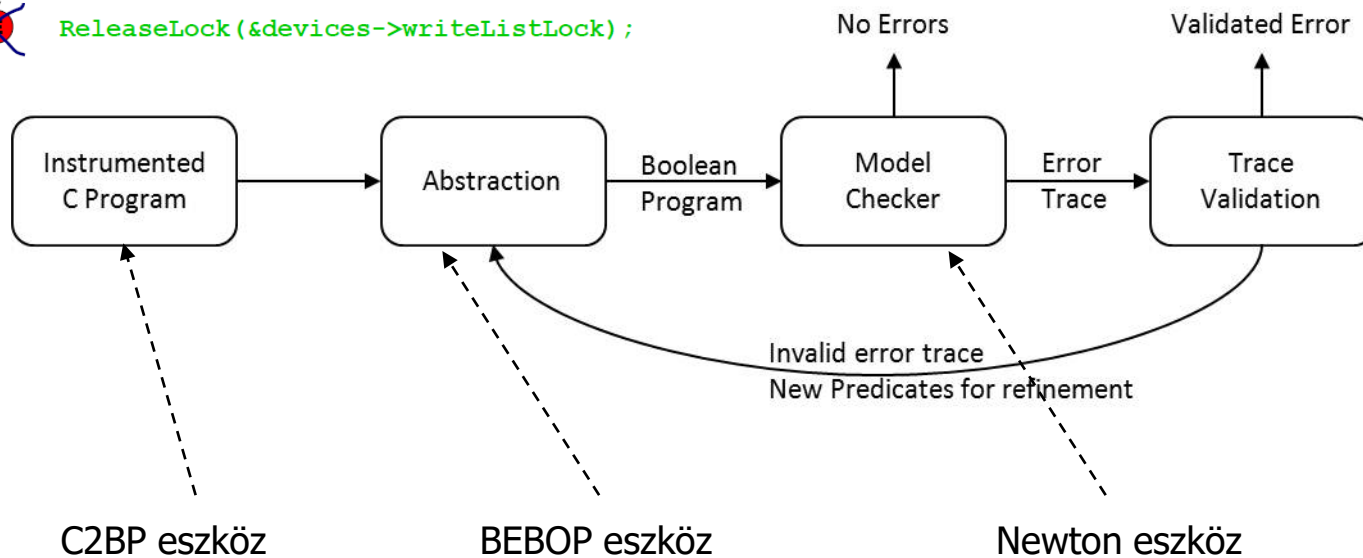 ReleaseLock(&devices->writeListLock);
No Errors
Validated Error
Instrumented
C Program
Abstraction
Boolean
Program
Model
Checker
Error
Trace
Trace
Validation
Invalid error trace
New Predicates for refinement
C2BP eszköz
BEBOP eszköz
Newton eszköz